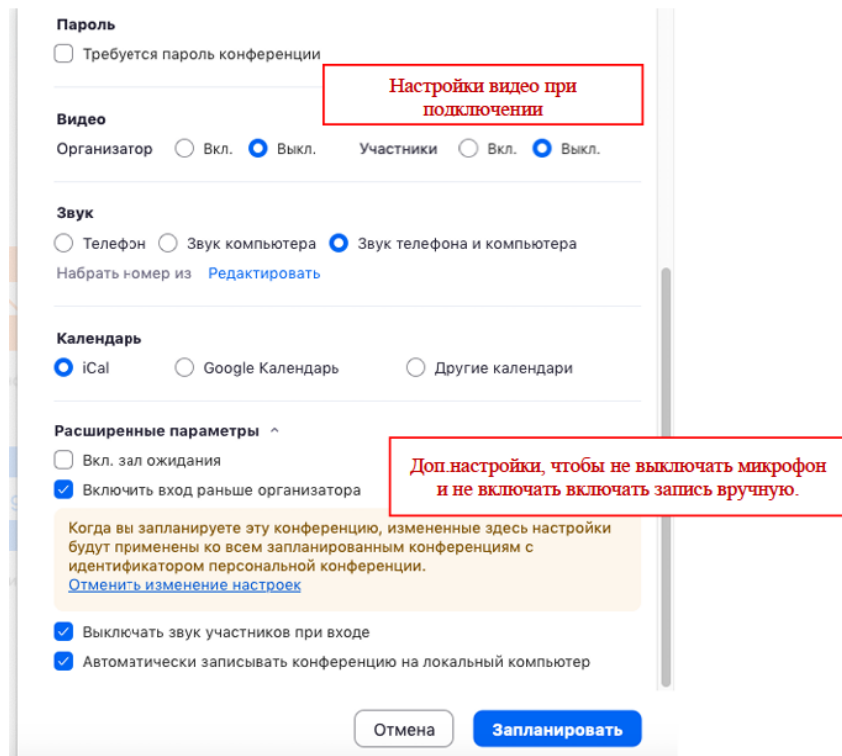 Пароль
Требуется пароль конференции
Настройки видео при
подключении
Видео
Организатор Вкл. Выкл. Участники Вкл. Выкл.
Звук
Телефон Звук компьютера Звук телефона и компьютера
Набрать номер из Редактировать
Календарь
iCal Google Календарь Другие календари
Расширенные параметры
Вкл. зал ожидания
Включить вход раньше организатора
Доп.настройки, чтобы не выключать микрофон
и не включать включать запись вручную.
Когда вы запланируете эту конференцию, измененные здесь настройки
будут применены ко всем запланированным конференциям с
идентификатором персональной конференции.
Отменить изменение настроек
Выключать звук участников при входе
Автоматически записывать конференцию на локальный компьютер
Отмена Запланировать